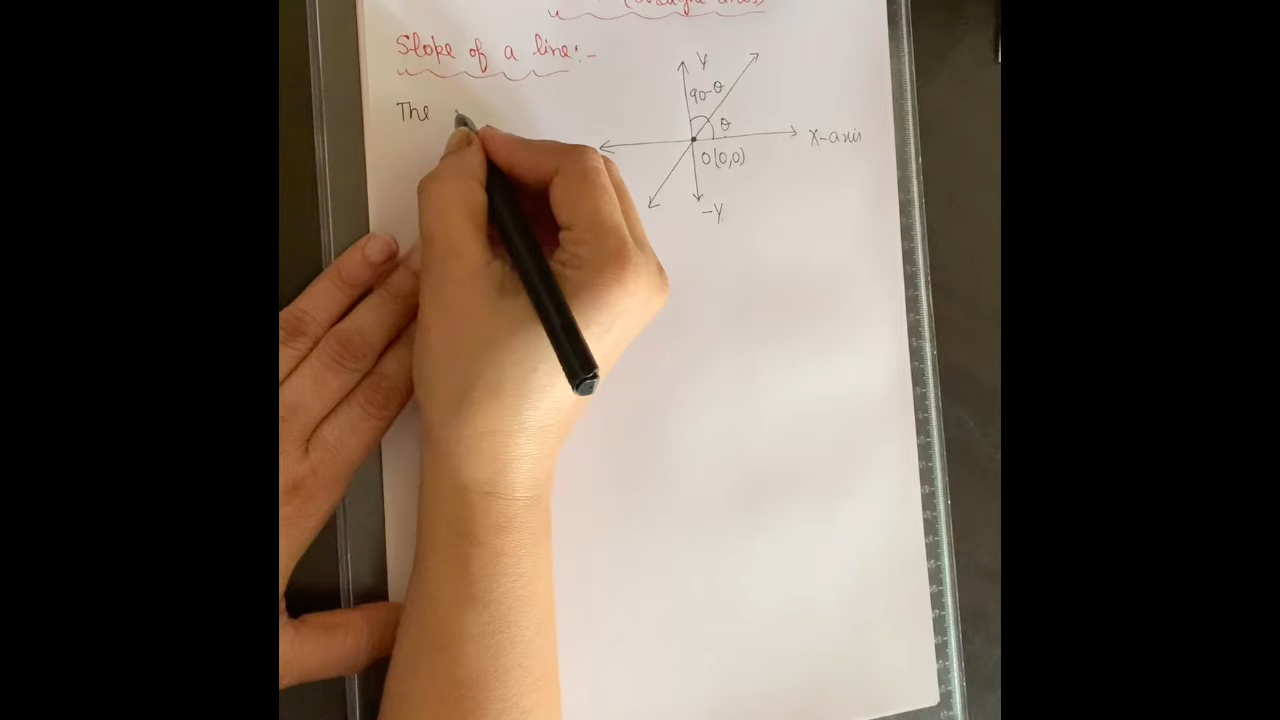 Slope of a line:-
Y
90-θ
θ
X-axis
O(0,0)
-Y
The